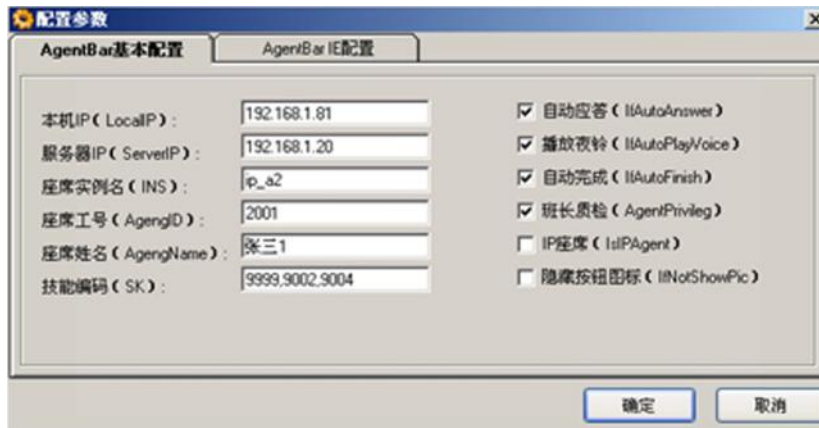 配置参数
AgentBar基本配置 AgentBar IE配置
本机IP( LocalIP) : 192.168.1.81
服务器IP( ServerIP) : 192.168.1.20
座席实例名( INS) : ip_a2
座席工号( AgengID) : 2001
座席姓名( AgengName) : 张三1
技能编码( SK) : 9999,9002,9004
自动应答( IfAutoAnswer)
播放夜铃( IfAutoPlayVoice)
自动完成( IfAutoFinish)
班长质检( AgentPrivileg)
IP座席( IsIPAgent)
隐藏按钮图标( IfNotShowPic)
确定 取消